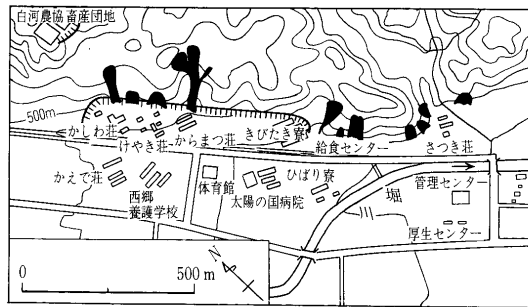 白河農協畜産団地
500m
かしわ荘
けやき荘
からまつ荘
きびたき寮
給食センター
さつき荘
かえで荘
西郷
養護学校
体育館
太陽の国病院
ひばり寮
堀川
管理センター
厚生センター
N
0
500 m